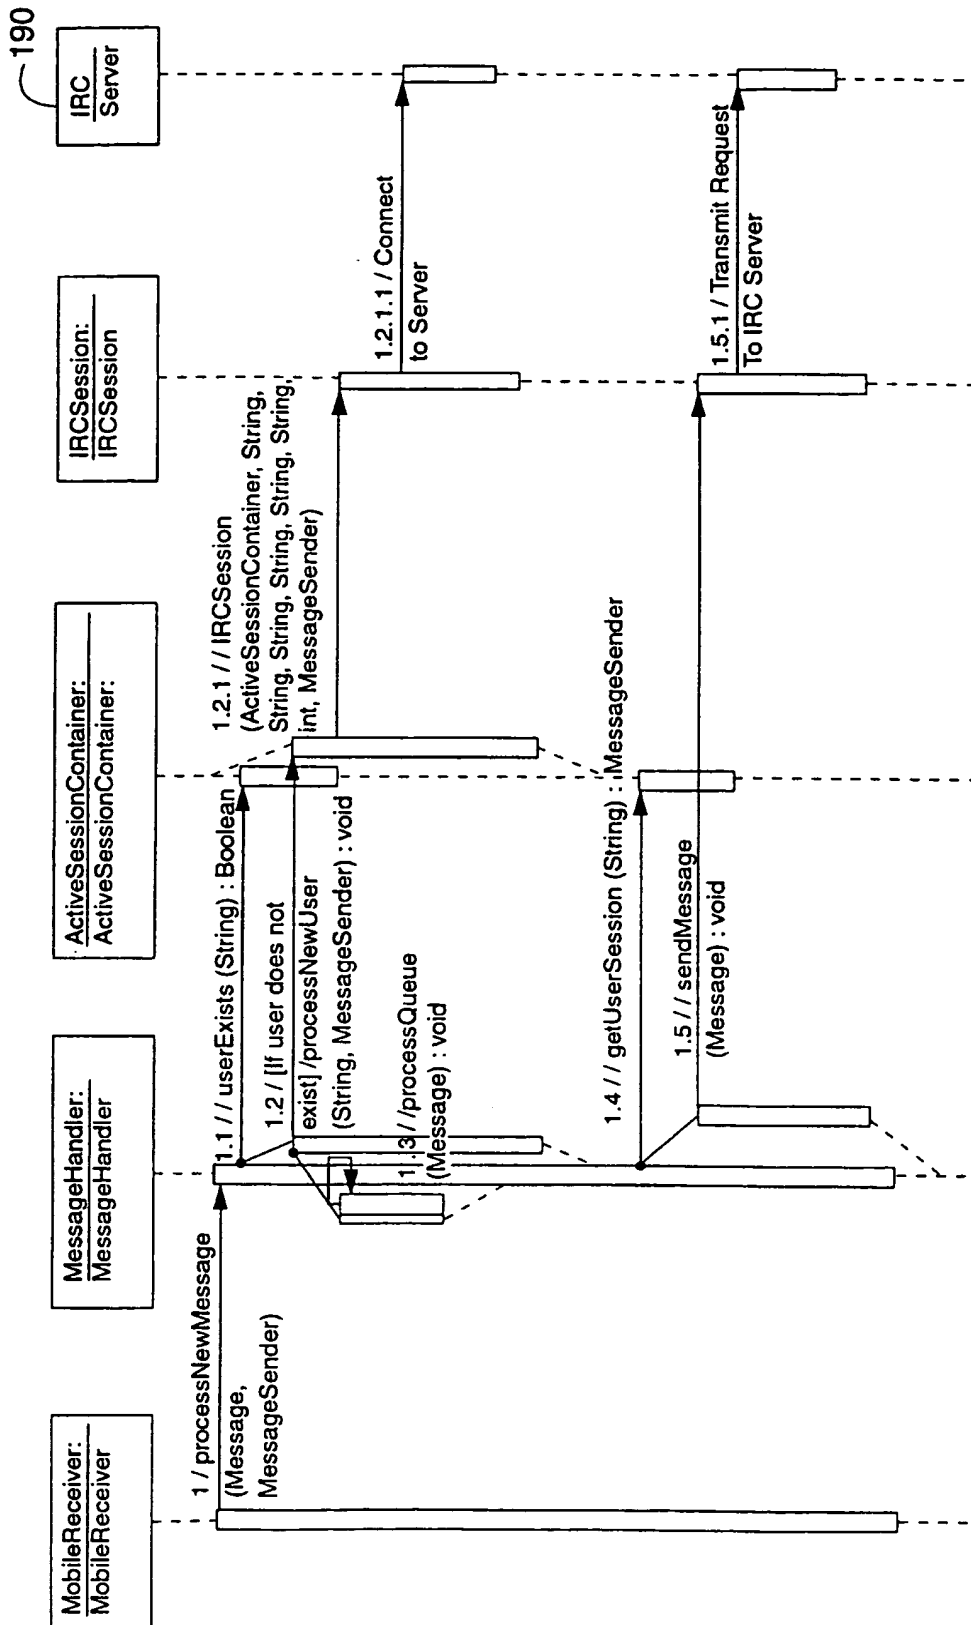 MobileReceiver:
MobileReceiver
MessageHandler:
MessageHandler
ActiveSessionContainer:
ActiveSessionContainer:
IRCSession:
IRCSession
IRC
Server
190
1 / processNewMessage
(Message,
MessageSender)
1.1 / / userExists (String) : Boolean
1.2 / [If user does not
exist] /processNewUser
(String, MessageSender) : void
1.2.1 / / IRCSession
(ActiveSessionContainer, String,
String, String, String, String, String,
int, MessageSender)
1.2.1.1 / Connect
to Server
1.3 / /processQueue
(Message) : void
1.4 / / getUserSession (String) : MessageSender
1.5 / / sendMessage
(Message) : void
1.5.1 / Transmit Request
To IRC Server